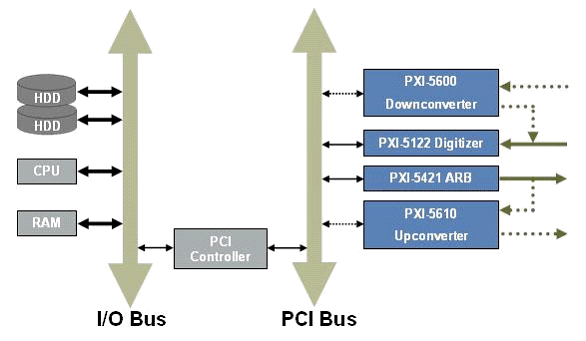 HDD
HDD
CPU
RAM
PCI
Controller
PXI-5600
Downconverter
PXI-5122 Digitizer
PXI-5421 ARB
PXI-5610
Upconverter
I/O Bus
PCI Bus